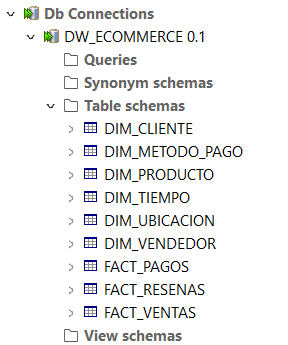 Db Connections
DW_ECOMMERCE 0.1
Queries
Synonym schemas
Table schemas
DIM_CLIENTE
DIM_METODO_PAGO
DIM_PRODUCTO
DIM_TIEMPO
DIM_UBICACION
DIM_VENDEDOR
FACT_PAGOS
FACT_RESENAS
FACT_VENTAS
View schemas